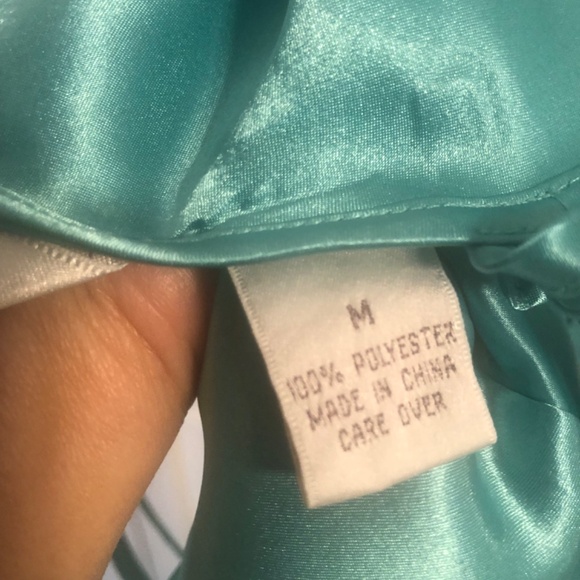 M
100% POLYESTER
MADE IN CHINA
CARE OVER